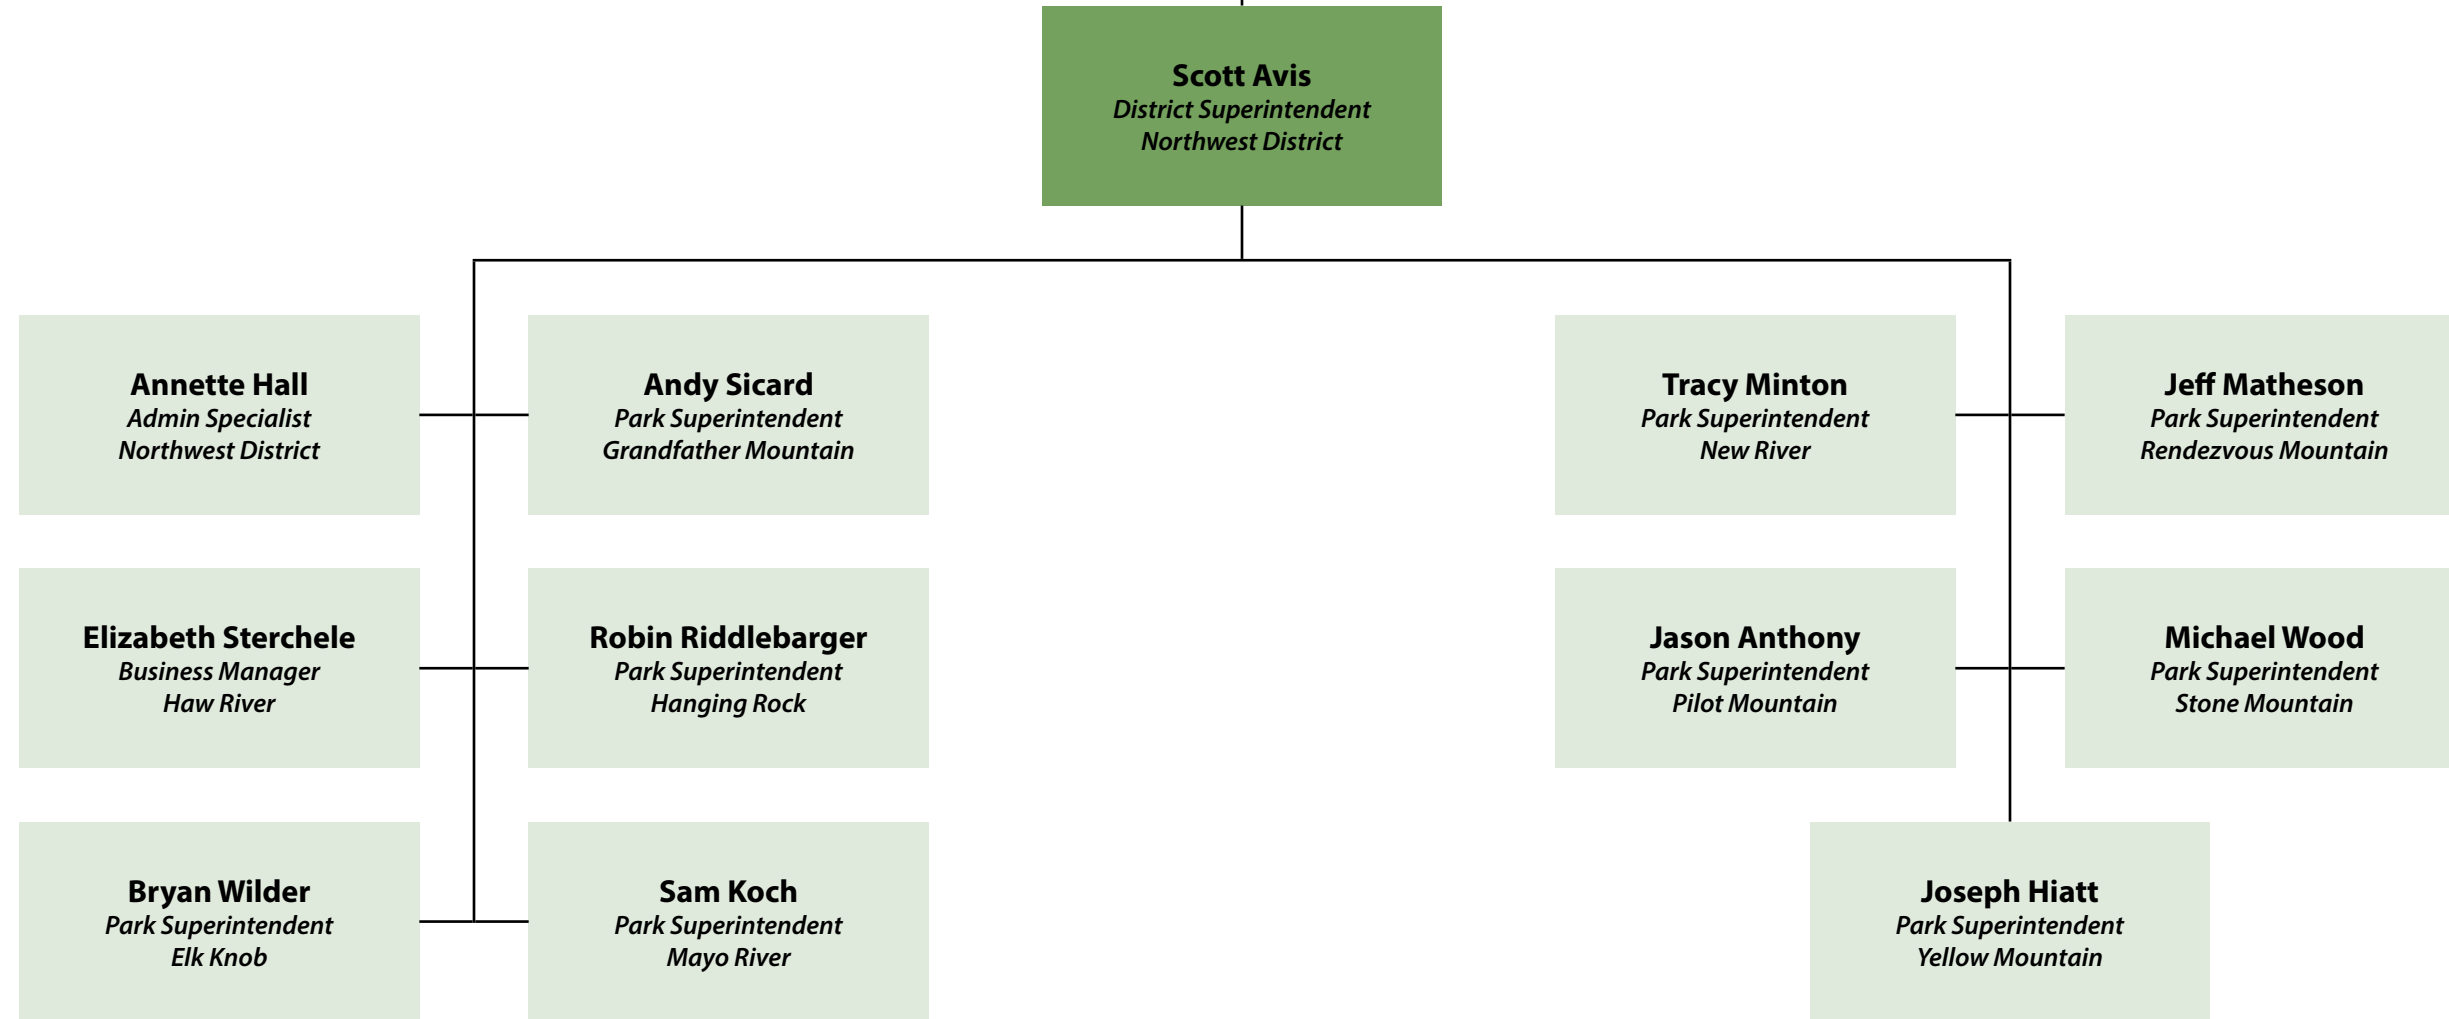 Scott Avis
District Superintendent
Northwest District
Annette Hall
Admin Specialist
Northwest District
Andy Sicard
Park Superintendent
Grandfather Mountain
Tracy Minton
Park Superintendent
New River
Jeff Matheson
Park Superintendent
Rendezvous Mountain
Elizabeth Sterchele
Business Manager
Haw River
Robin Riddlebarger
Park Superintendent
Hanging Rock
Jason Anthony
Park Superintendent
Pilot Mountain
Michael Wood
Park Superintendent
Stone Mountain
Bryan Wilder
Park Superintendent
Elk Knob
Sam Koch
Park Superintendent
Mayo River
Joseph Hiatt
Park Superintendent
Yellow Mountain